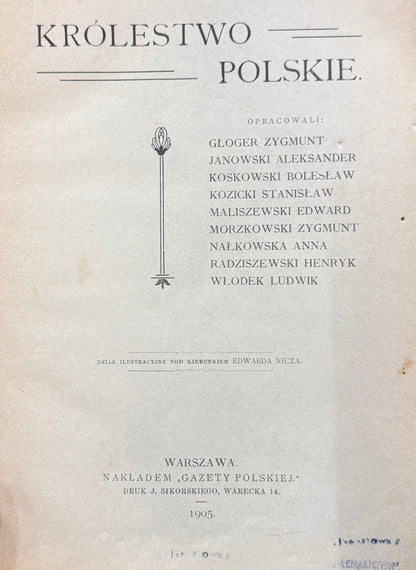 KRÓLESTWO
POLSKIE.
OPRACOWALI:
GLOGER ZYGMUNT
JANOWSKI ALEKSANDER
KOSKOWSKI BOLESŁAW
KOZICKI STANISŁAW
MALISZEWSKI EDWARD
MORZKOWSKI ZYGMUNT
NAŁKOWSKA ANNA
RADZISZEWSKI HENRYK
WŁODEK LUDWIK
DZIAŁ ILUSTRACYJNY POD KIERUNKIEM EDWARDA NICZA.
WARSZAWA.
NAKŁADEM „GAZETY POLSKIEJ."
DRUK J. SIKORSKIEGO, WARECKA 14.
1905.